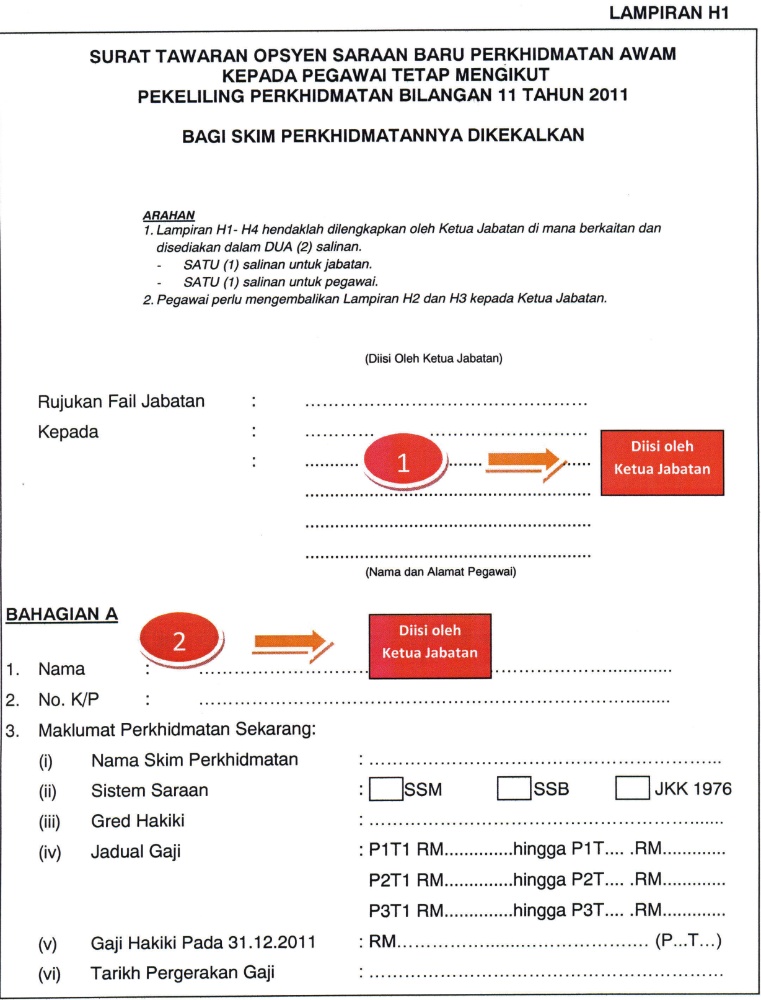 LAMPIRAN H1
SURAT TAWARAN OPSYEN SARAAN BARU PERKHIDMATAN AWAM
KEPADA PEGAWAI TETAP MENGIKUT
PEKELILING PERKHIDMATAN BILANGAN 11 TAHUN 2011
BAGI SKIM PERKHIDMATANNYA DIKEKALKAN
ARAHAN
1. Lampiran H1- H4 hendaklah dilengkapkan oleh Ketua Jabatan di mana berkaitan dan
disediakan dalam DUA (2) salinan.
- SATU (1) salinan untuk jabatan.
- SATU (1) salinan untuk pegawai.
2. Pegawai perlu mengembalikan Lampiran H2 dan H3 kepada Ketua Jabatan.
(Diisi Oleh Ketua Jabatan)
Rujukan Fail Jabatan : ................................................
Kepada : ............ ...........................
: .......... 1 ....... ......
Diisi oleh
Ketua Jabatan
.........................................................
.........................................................
.........................................................
(Nama dan Alamat Pegawai)
BAHAGIAN A
2
Diisi oleh
Ketua Jabatan
1. Nama : ................................................................................
2. No. K/P : ................................................................................
3. Maklumat Perkhidmatan Sekarang:
(i) Nama Skim Perkhidmatan : ............................................................
(ii) Sistem Saraan : SSM SSB JKK 1976
(iii) Gred Hakiki : ............................................................
(iv) Jadual Gaji : P1T1 RM..............hingga P1T.... .RM.............
P2T1 RM..............hingga P2T.... .RM.............
P3T1 RM..............hingga P3T.... .RM.............
(v) Gaji Hakiki Pada 31.12.2011 : RM........................................... (P...T...)
(vi) Tarikh Pergerakan Gaji : ............................................................